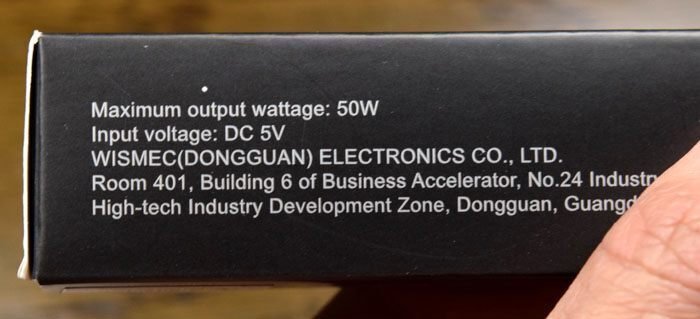 Maximum output wattage: 50W
Input voltage: DC 5V
WISMEC(DONGGUAN) ELECTRONICS CO., LTD.
Room 401, Building 6 of Business Accelerator, No.24
High-tech Industry Development Zone, Dongguan,